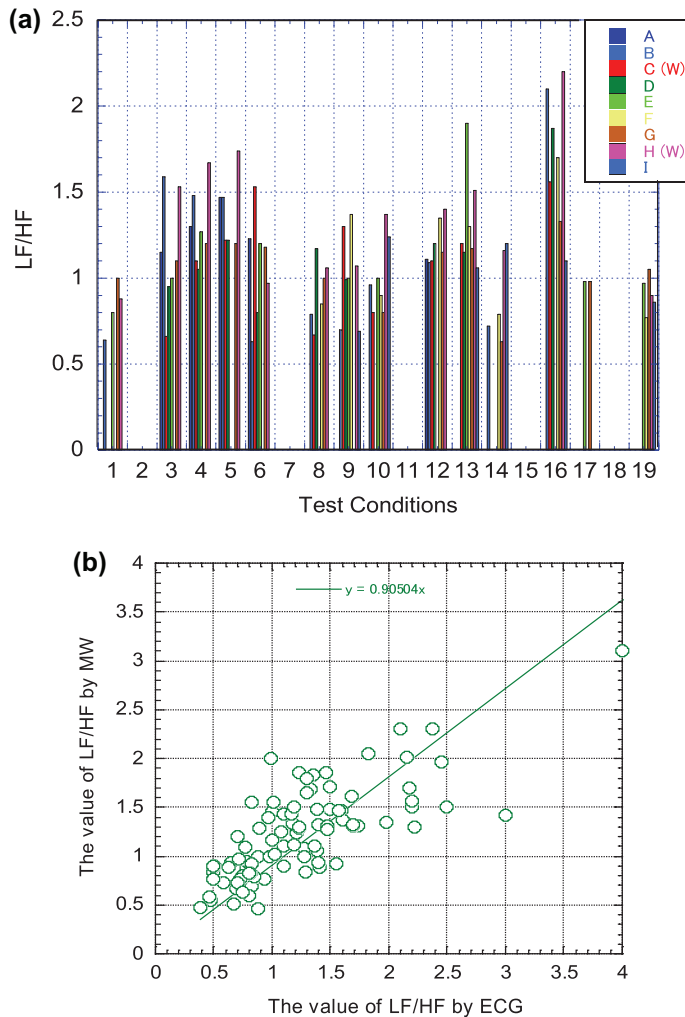 (a)
2.5
2
1.5
1
0.5
0
LF/HF
A
B
C (W)
D
E
F
G
H (W)
I
1 2 3 4 5 6 7 8 9 10 11 12 13 14 15 16 17 18 19
Test Conditions
(b)
4
3.5
3
2.5
2
1.5
1
0.5
0
The value of LF/HF by MW
y = 0.90504x
0 0.5 1 1.5 2 2.5 3 3.5 4
The value of LF/HF by ECG